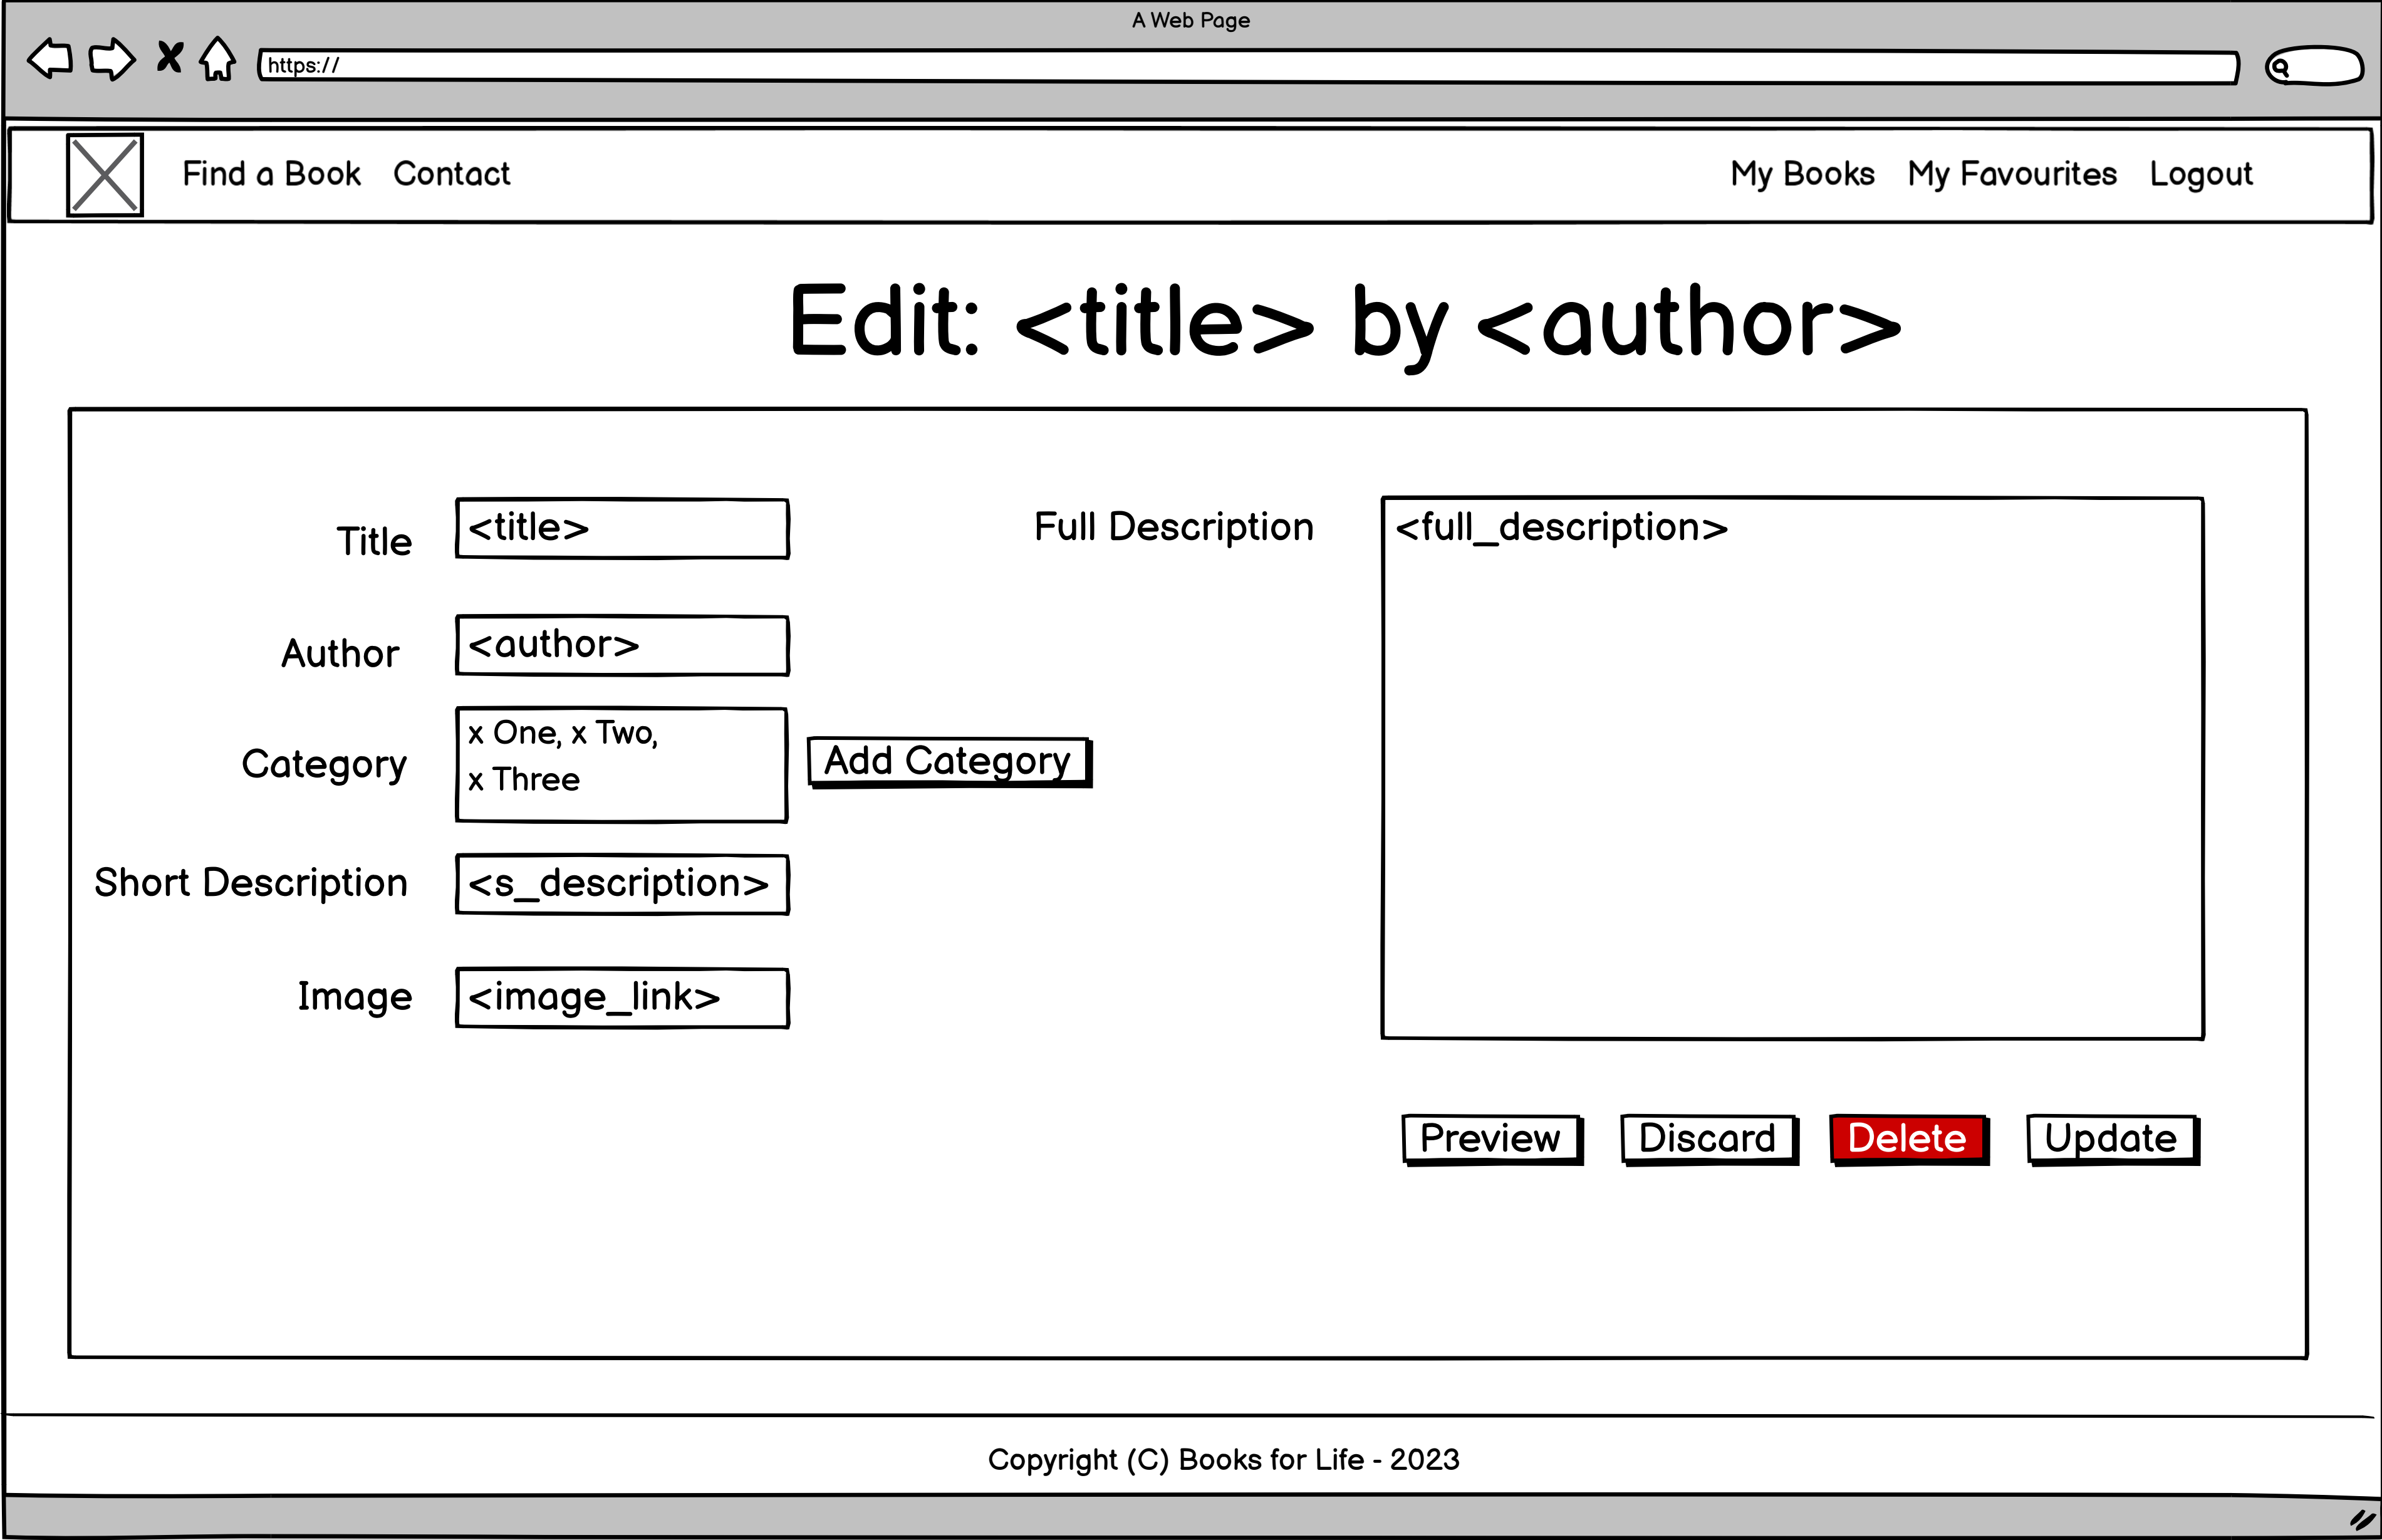 A Web Page
https://
Find a Book Contact My Books My Favourites Logout
Edit: <title> by <author>
Title <title>
Author <author>
Category x One, x Two,
x Three
Add Category
Short Description <s_description>
Image <image_link>
Full Description <full_description>
Preview Discard Delete Update
Copyright (C) Books for Life - 2023